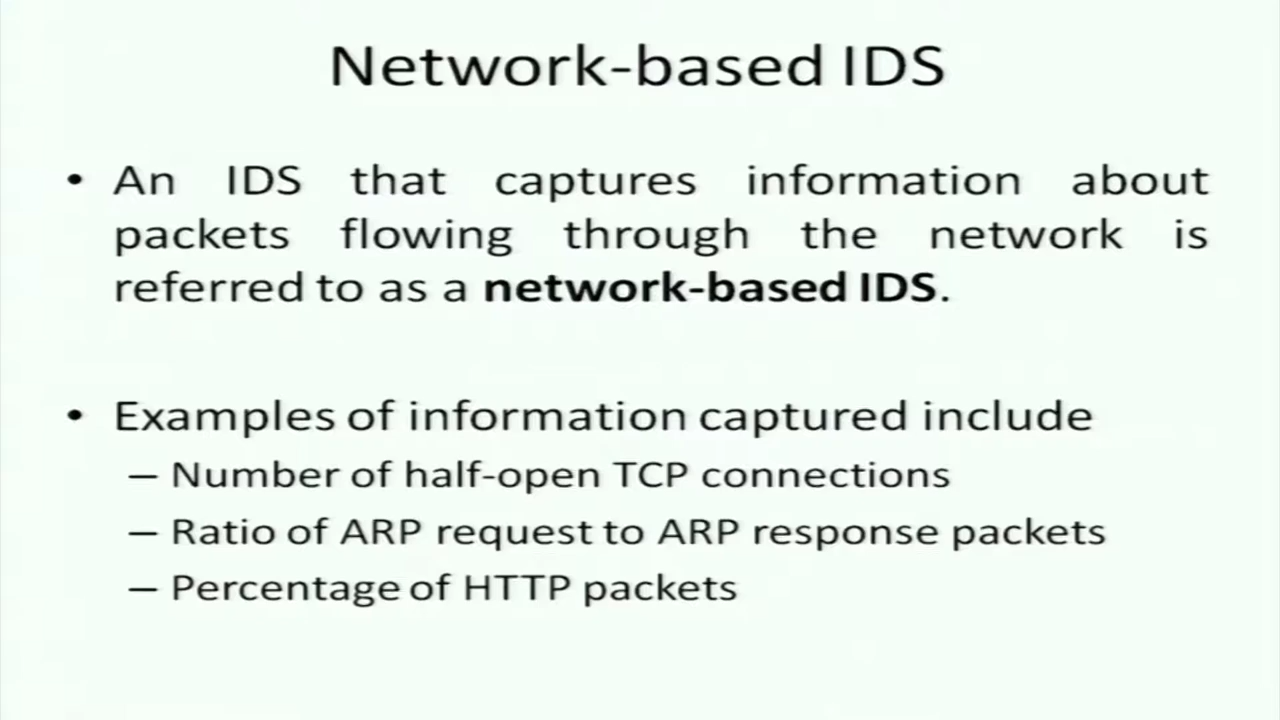 Network-based IDS
• An IDS that captures information about
packets flowing through the network is
referred to as a network-based IDS.
• Examples of information captured include
– Number of half-open TCP connections
– Ratio of ARP request to ARP response packets
– Percentage of HTTP packets